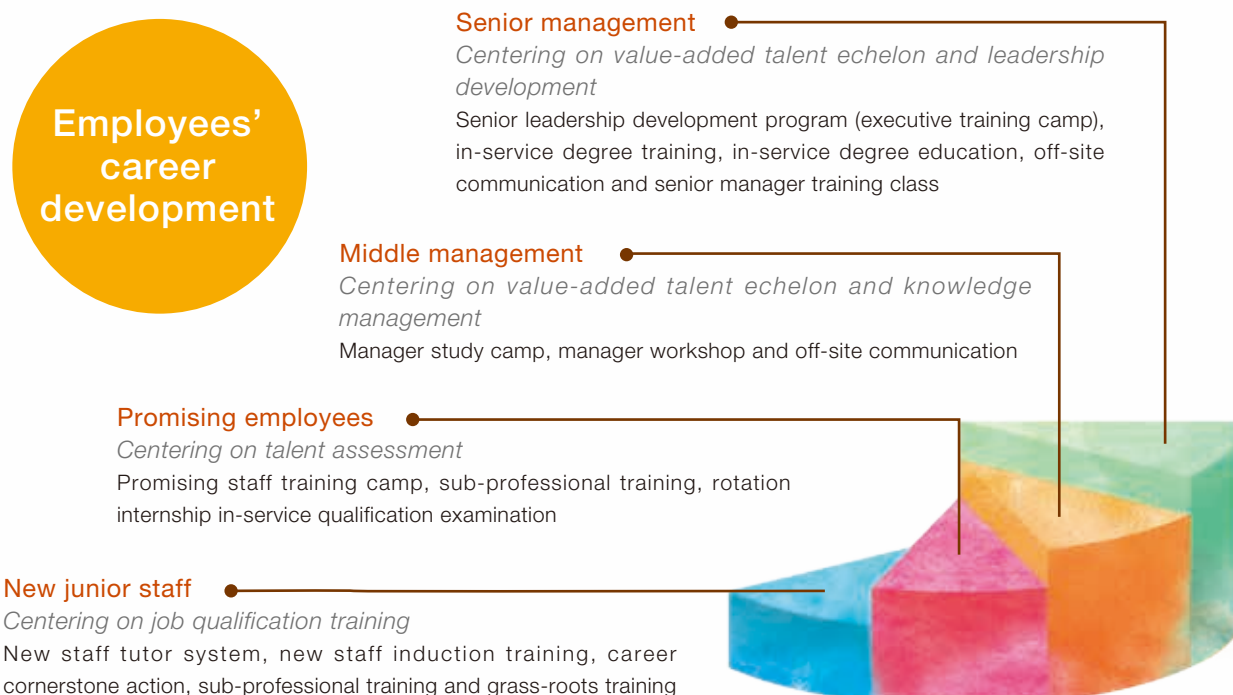 Employees'
career
development
Senior management
Centering on value-added talent echelon and leadership
development
Senior leadership development program (executive training camp),
in-service degree training, in-service degree education, off-site
communication and senior manager training class
Middle management
Centering on value-added talent echelon and knowledge
management
Manager study camp, manager workshop and off-site communication
Promising employees
Centering on talent assessment
Promising staff training camp, sub-professional training, rotation
internship in-service qualification examination
New junior staff
Centering on job qualification training
New staff tutor system, new staff induction training, career
cornerstone action, sub-professional training and grass-roots training